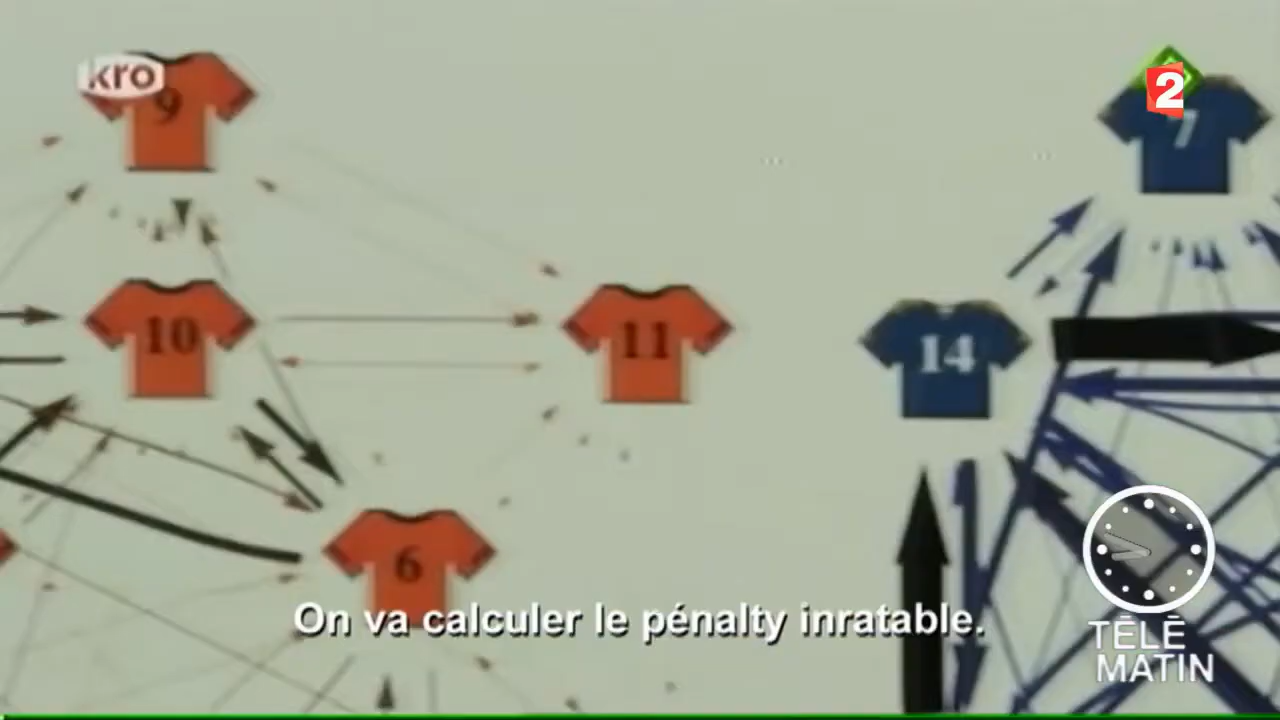 kro
9
2
7
10
11
14
6
On va calculer le pénalty inratable.
TÉLÉ
MATIN